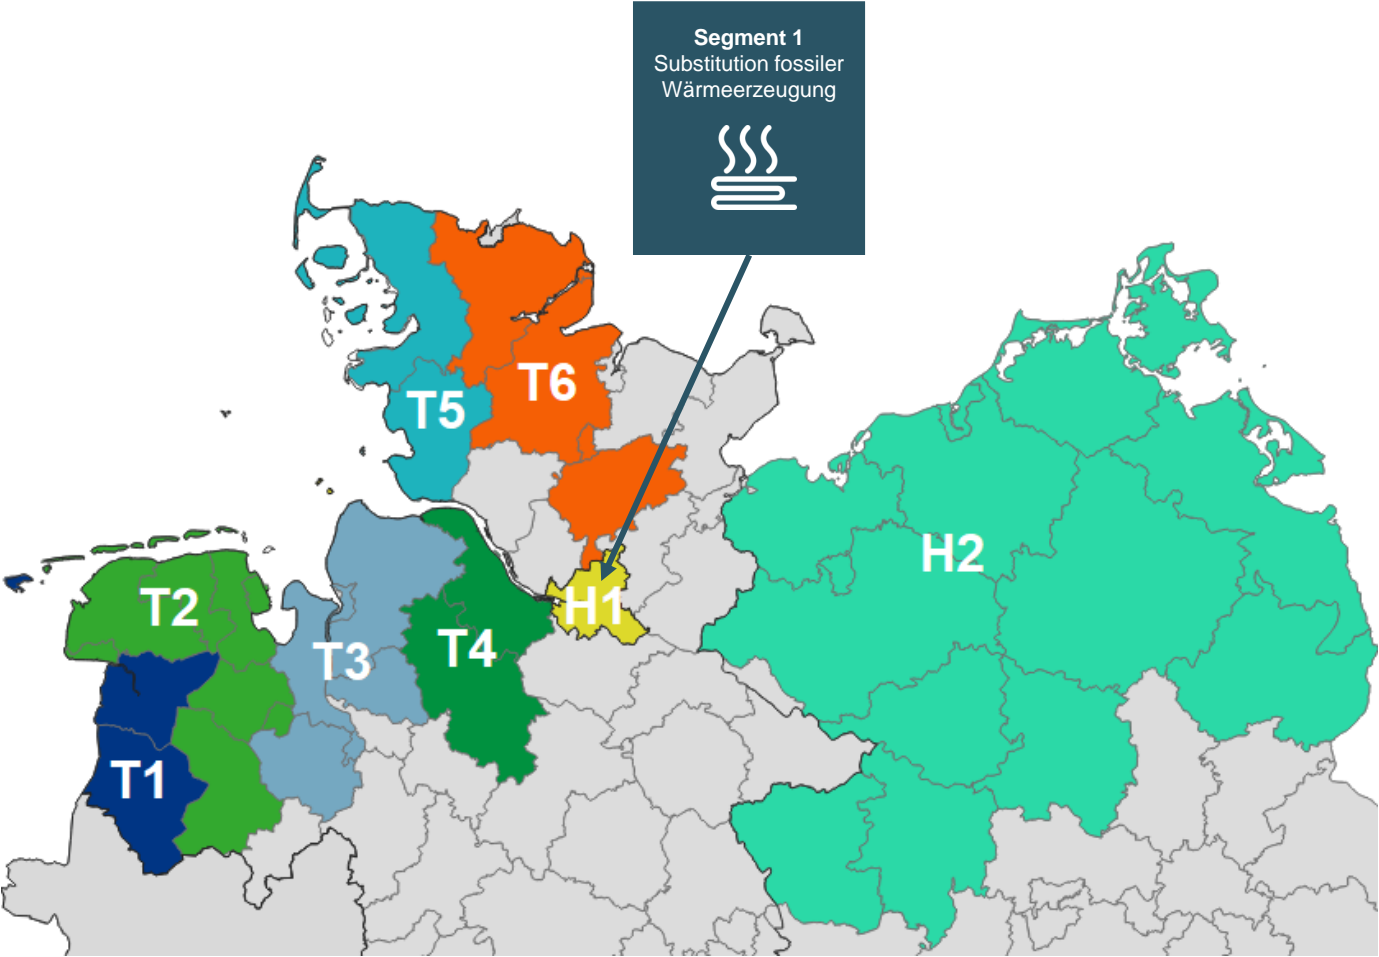 Segment 1
Substitution fossiler
Wärmeerzeugung
T6
T5
H2
T2
H1
T4
T3
T1